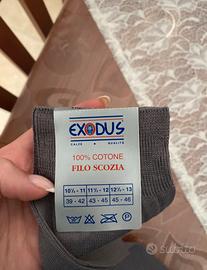 EXODUS
CALZE QUALITÀ
100% COTONE
FILO SCOZIA
10½ - 11 11½ - 12 12½ - 13
39 - 42 43 - 45 45 - 46
Subito